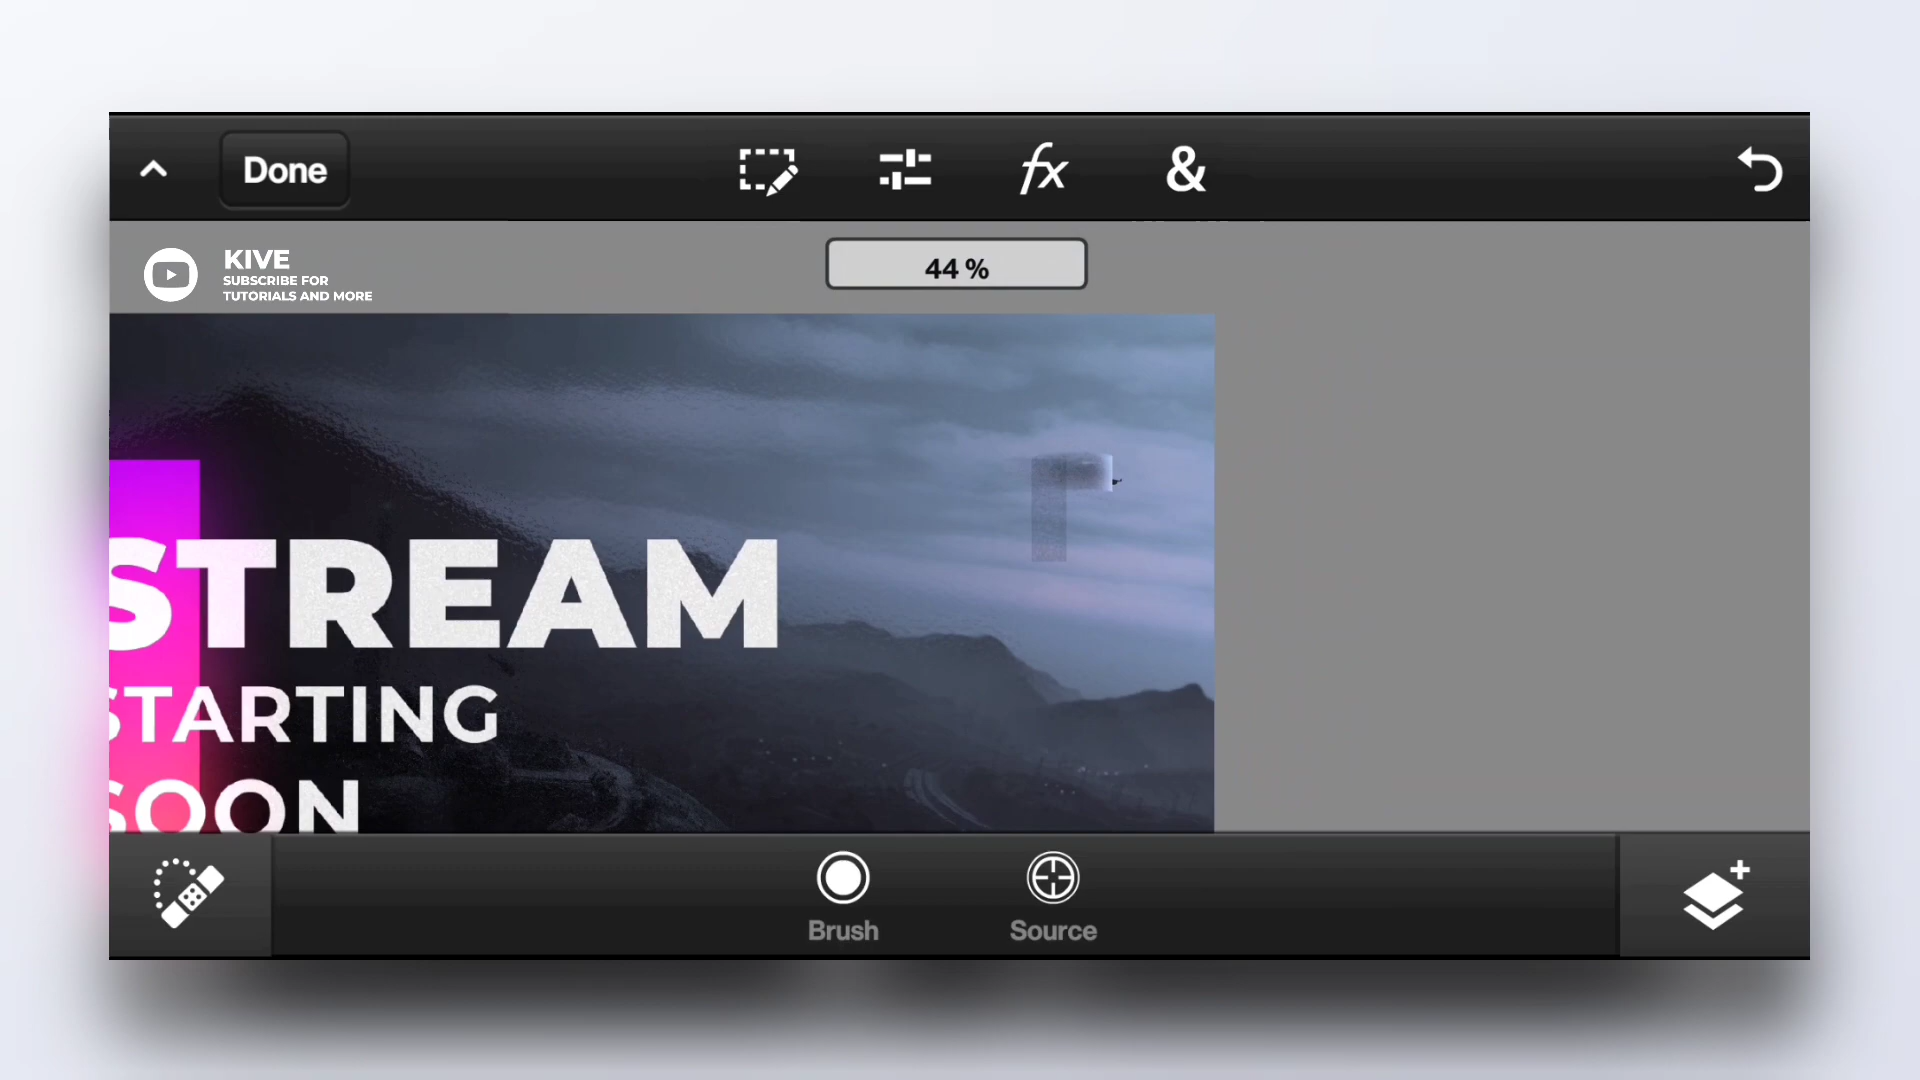 Done
fx
&
KIVE
SUBSCRIBE FOR
TUTORIALS AND MORE
44 %
STREAM
STARTING
SOON
Brush
Source